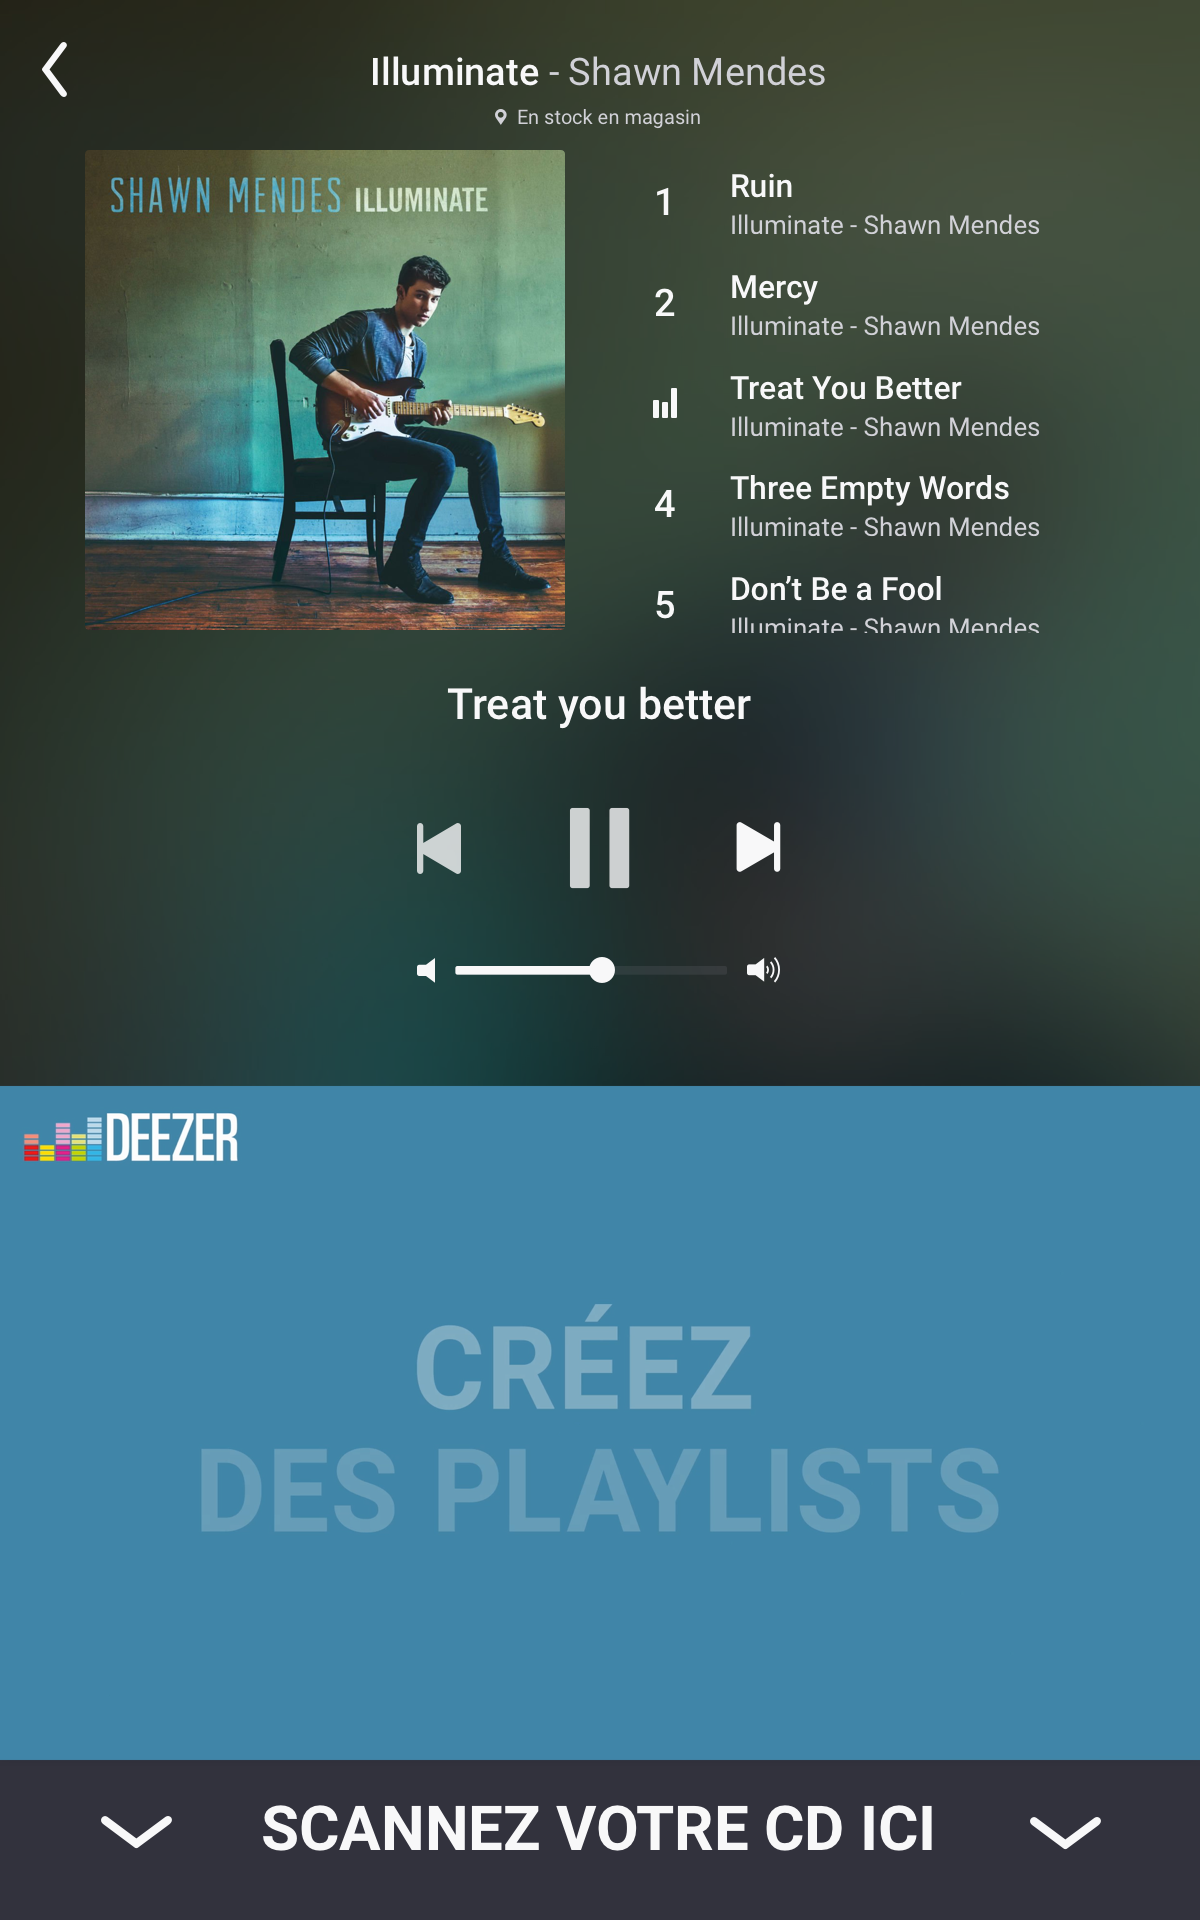 Illuminate - Shawn Mendes
En stock en magasin
SHAWN MENDES ILLUMINATE
1
Ruin
Illuminate - Shawn Mendes
2
Mercy
Illuminate - Shawn Mendes
Treat You Better
Illuminate - Shawn Mendes
4
Three Empty Words
Illuminate - Shawn Mendes
5
Don’t Be a Fool
Illuminate - Shawn Mendes
Treat you better
DEEZER
CRÉEZ
DES PLAYLISTS
SCANNEZ VOTRE CD ICI